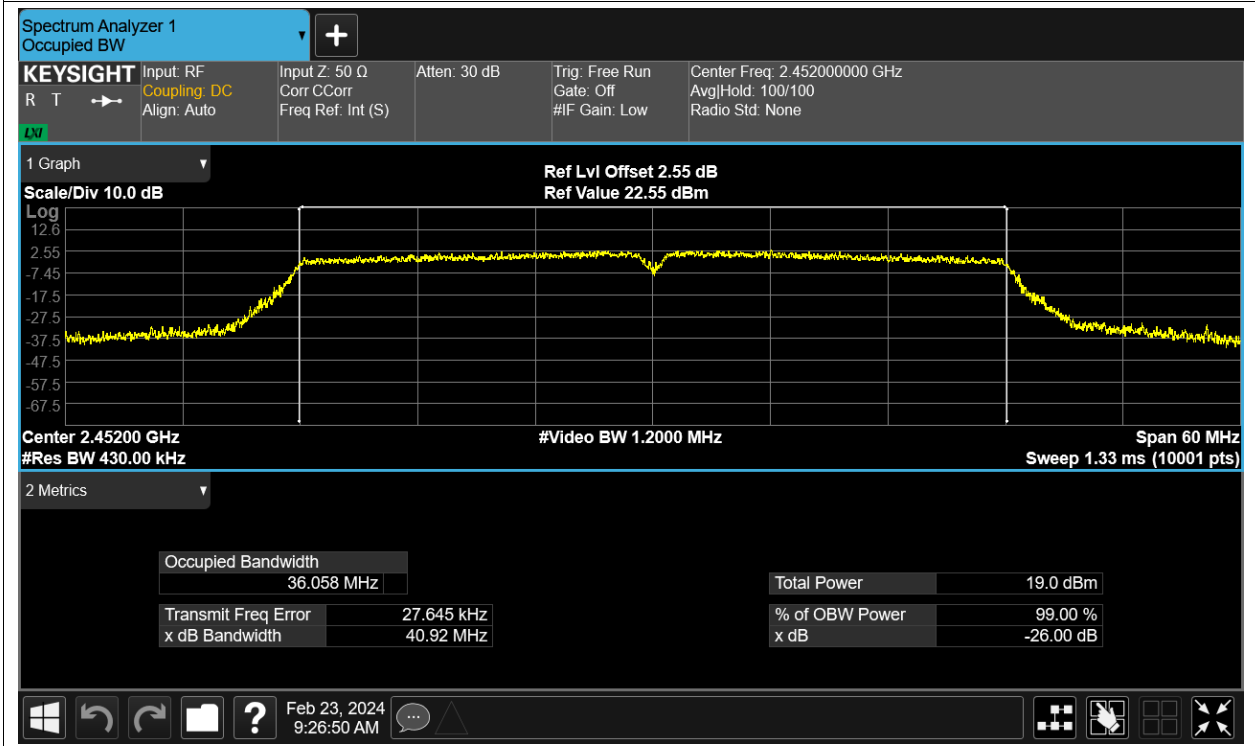 Spectrum Analyzer 1
Occupied BW
KEYSIGHT
R T
LXI
Input: RF
Coupling: DC
Align: Auto
Input Z: 50 Ω
Corr CCorr
Freq Ref: Int (S)
Atten: 30 dB
Trig: Free Run
Gate: Off
#IF Gain: Low
Center Freq: 2.452000000 GHz
Avg|Hold: 100/100
Radio Std: None
1 Graph
Scale/Div 10.0 dB
Ref Lvl Offset 2.55 dB
Ref Value 22.55 dBm
Log
12.6
2.55
-7.45
-17.5
-27.5
-37.5
-47.5
-57.5
-67.5
Center 2.45200 GHz
#Res BW 430.00 kHz
#Video BW 1.2000 MHz
Span 60 MHz
Sweep 1.33 ms (10001 pts)
2 Metrics
Occupied Bandwidth
36.058 MHz
Transmit Freq Error 27.645 kHz
x dB Bandwidth 40.92 MHz
Total Power 19.0 dBm
% of OBW Power 99.00 %
x dB -26.00 dB
?
Feb 23, 2024
9:26:50 AM